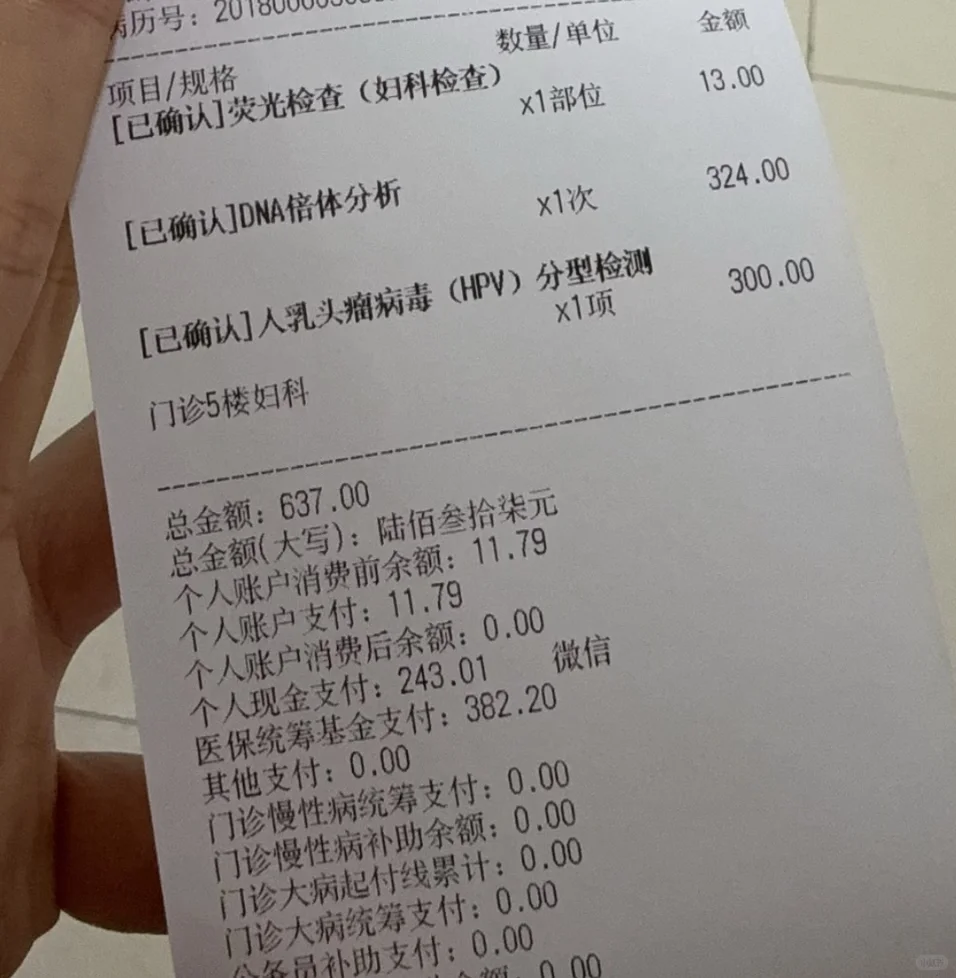 病历号：20180
项目/规格 数量/单位 金额
[已确认]荧光检查（妇科检查） 13.00
x1部位
[已确认]DNA倍体分析 324.00
x1次
[已确认]人乳头瘤病毒（HPV）分型检测 300.00
x1项
门诊5楼妇科
总金额：637.00
总金额(大写)：陆佰叁拾柒元
个人账户消费前余额：11.79
个人账户支付：11.79
个人账户消费后余额：0.00
个人现金支付：243.01 微信
医保统筹基金支付：382.20
其他支付：0.00
门诊慢性病统筹支付：0.00
门诊慢性病补助余额：0.00
门诊大病起付线累计：0.00
门诊大病统筹支付：0.00
公务员补助支付：0.00
余额：0.00
小红书